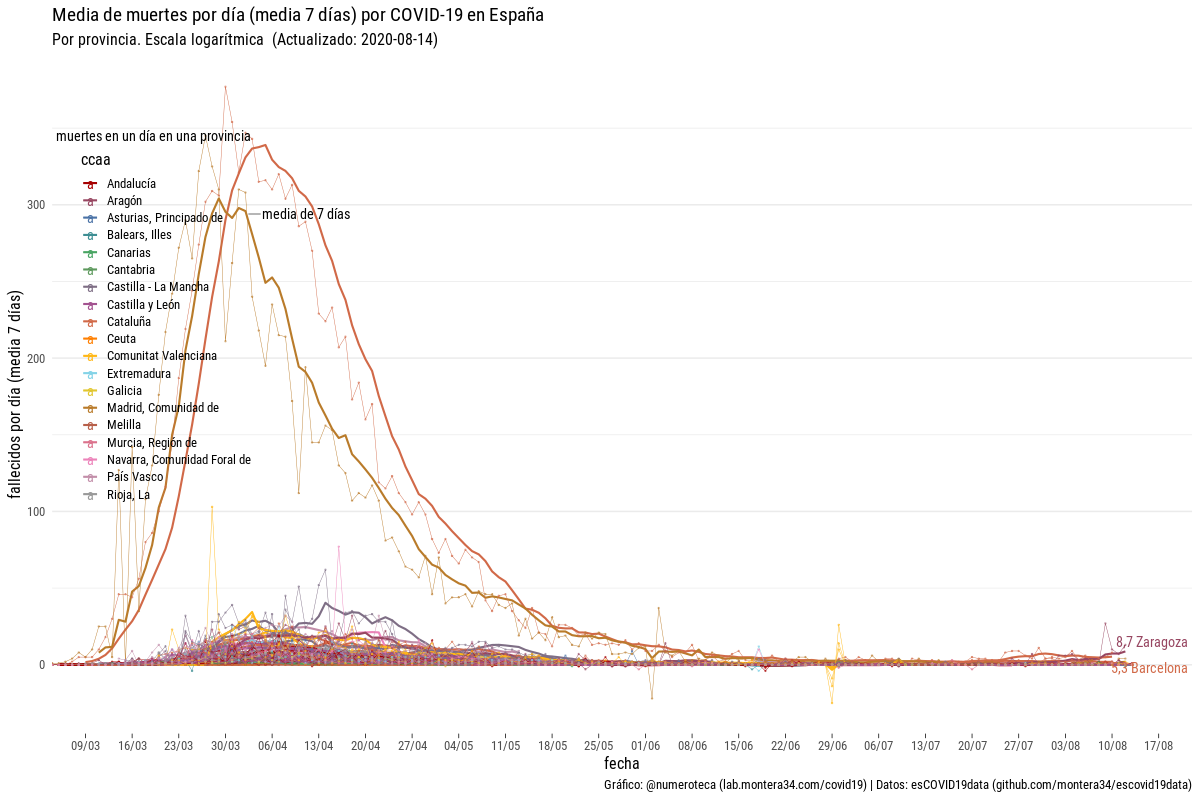 Media de muertes por día (media 7 días) por COVID-19 en España
Por provincia. Escala logarítmica  (Actualizado: 2020-08-14)
muertes en un día en una provincia
ccaa
Andalucía
Aragón
Asturias, Principado de
Balears, Illes
Canarias
Cantabria
Castilla - La Mancha
Castilla y León
Cataluña
Ceuta
Comunitat Valenciana
Extremadura
Galicia
Madrid, Comunidad de
Melilla
Murcia, Región de
Navarra, Comunidad Foral de
País Vasco
Rioja, La
media de 7 días
fallecidos por día (media 7 días)
300
200
100
0
8,7 Zaragoza
5,3 Barcelona
09/03 16/03 23/03 30/03 06/04 13/04 20/04 27/04 04/05 11/05 18/05 25/05 01/06 08/06 15/06 22/06 29/06 06/07 13/07 20/07 27/07 03/08 10/08 17/08
fecha
Gráfico: @numeroteca (lab.montera34.com/covid19) | Datos: esCOVID19data (github.com/montera34/escovid19data)